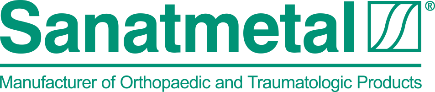 Sanatmetal ®
Manufacturer of Orthopaedic and Traumatologic Products